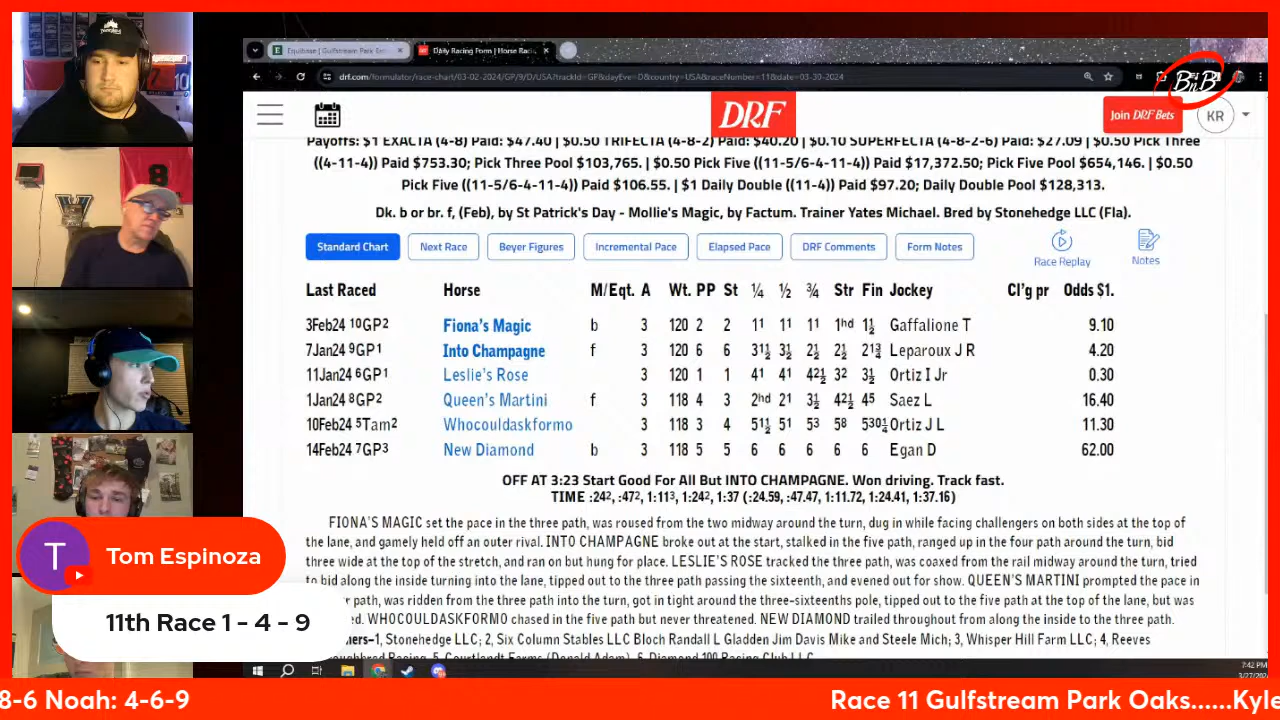 Equibase | Gulfstream Park Ent
Daily Racing Form | Horse Raci
drf.com/formulator/race-chart/03-02-2024/GP/9/D/USA?trackId=GP&dayEve=D&country=USA&raceNumber=11&date=03-30-2024
BnB
DRF
Join DRF Bets
KR
Payoffs: $1 EXACTA (4-8) Paid: $47.40 | $0.50 TRIFECTA (4-8-2) Paid: $40.20 | $0.10 SUPERFECTA (4-8-2-6) Paid: $27.09 | $0.50 Pick Three
((4-11-4)) Paid $753.30; Pick Three Pool $103,765. | $0.50 Pick Five ((11-5/6-4-11-4)) Paid $17,372.50; Pick Five Pool $654,146. | $0.50
Pick Five ((11-5/6-4-11-4)) Paid $106.55. | $1 Daily Double ((11-4)) Paid $97.20; Daily Double Pool $128,313.
Dk. b or br. f, (Feb), by St Patrick's Day - Mollie's Magic, by Factum. Trainer Yates Michael. Bred by Stonehedge LLC (Fla).
Standard Chart Next Race Beyer Figures Incremental Pace Elapsed Pace DRF Comments Form Notes Race Replay Notes
Last Raced Horse M/Eqt. A Wt. PP St ¼ ½ ¾ Str Fin Jockey Cl'g pr Odds $1.
3Feb24 10GP2 Fiona's Magic b 3 120 2 2 11 11 11 1hd 1½ Gaffalione T 9.10
7Jan24 9GP1 Into Champagne f 3 120 6 6 31½ 3½ 2½ 2½ 21¾ Leparoux J R 4.20
11Jan24 6GP1 Leslie's Rose 3 120 1 1 41 41 42½ 32 3½ Ortiz I Jr 0.30
1Jan24 8GP2 Queen's Martini f 3 118 4 3 2hd 21 3½ 42½ 45 Saez L 16.40
10Feb24 5Tam2 Whocouldaskformo 3 118 3 4 51½ 51 53 58 530¼ Ortiz J L 11.30
14Feb24 7GP3 New Diamond b 3 118 5 5 6 6 6 6 6 Egan D 62.00
OFF AT 3:23 Start Good For All But INTO CHAMPAGNE. Won driving. Track fast.
TIME :242, :472, 1:113, 1:242, 1:37 (:24.59, :47.47, 1:11.72, 1:24.41, 1:37.16)
FIONA'S MAGIC set the pace in the three path, was roused from the two midway around the turn, dug in while facing challengers on both sides at the top of
the lane, and gamely held off an outer rival. INTO CHAMPAGNE broke out at the start, stalked in the five path, ranged up in the four path around the turn, bid
three wide at the top of the stretch, and ran on but hung for place. LESLIE'S ROSE tracked the three path, was coaxed from the rail midway around the turn, tried
to bid along the inside turning into the lane, tipped out to the three path passing the sixteenth, and evened out for show. QUEEN'S MARTINI prompted the pace in
path, was ridden from the three path into the turn, got in tight around the three-sixteenths pole, tipped out to the five path at the top of the lane, but was
WHOCOULDASKFORMO chased in the five path but never threatened. NEW DIAMOND trailed throughout from along the inside to the three path.
1, Stonehedge LLC; 2, Six Column Stables LLC Bloch Randall L Gladden Jim Davis Mike and Steele Mich; 3, Whisper Hill Farm LLC; 4, Reeves
Racing, 5, Courtlandt Farms (Donald Adam), 6, Diamond 100 Racing Club LLC
T
Tom Espinoza
11th Race 1 - 4 - 9
7:42 PM
8-6 Noah: 4-6-9
Race 11 Gulfstream Park Oaks......Kyle